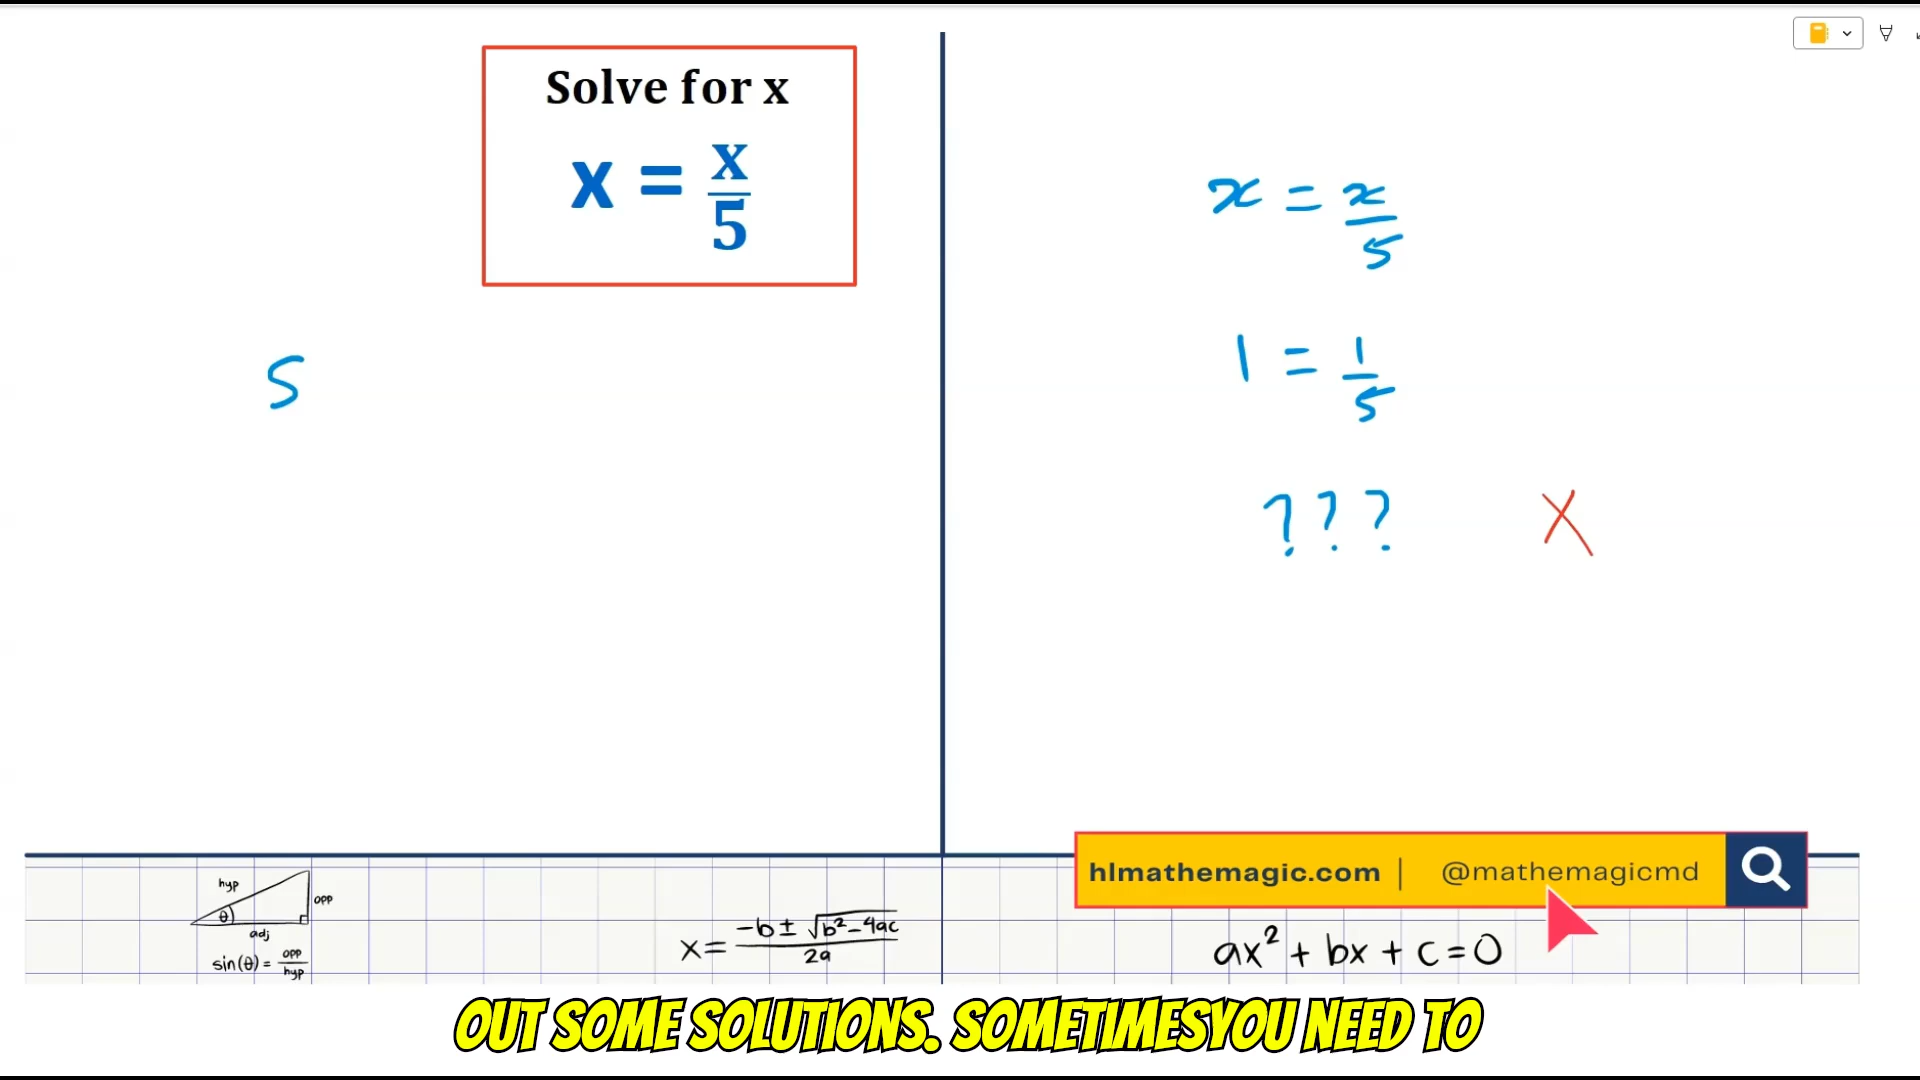 Solve for x
x = x/5
5
x = x/5
1 = 1/5
? ? ?
X
hlmathemagic.com | @mathemagicmd
hyp
opp
θ
adj
sin(θ) = opp/hyp
x = -b ± √b² - 4ac / 2a
ax² + bx + c = 0
OUT SOME SOLUTIONS. SOMETIMESYOU NEED TO